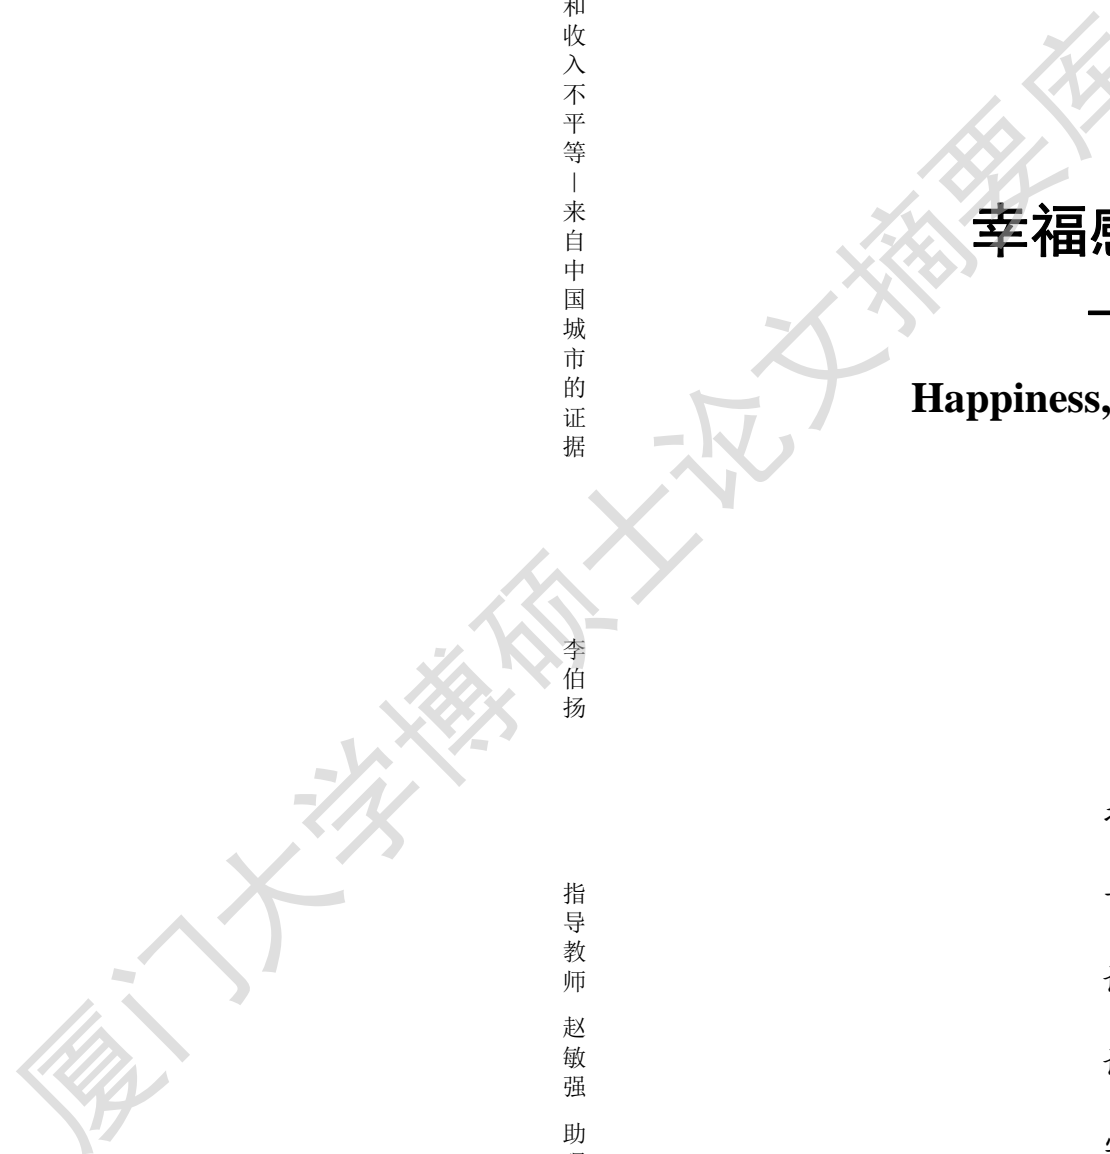 和收入不平等—来自中国城市的证据
李伯扬
指导教师 赵敏强 助
幸福感
—
Happiness,
厦门大学博硕士论文摘要库